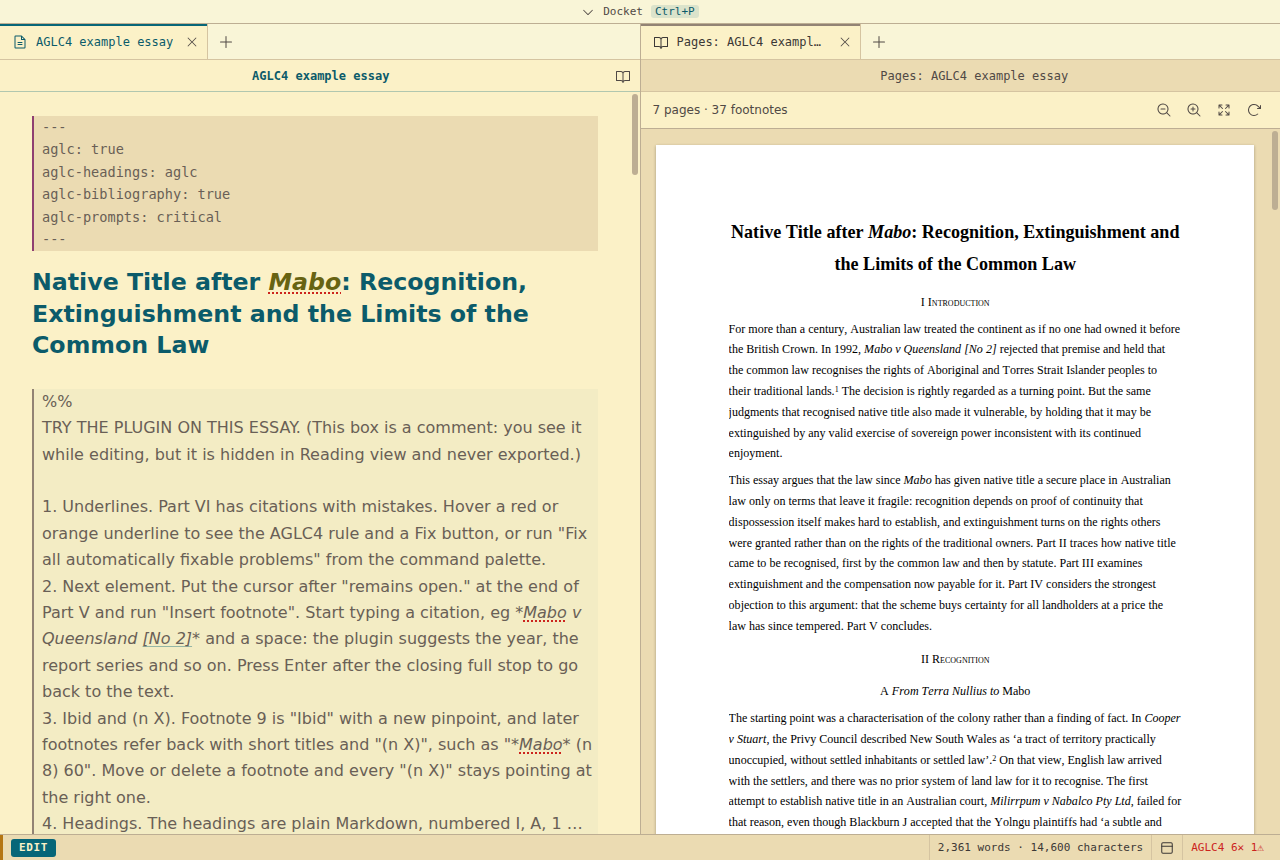 Docket Ctrl+P
AGLC4 example essay
Pages: AGLC4 exampl…
AGLC4 example essay
Pages: AGLC4 example essay
7 pages · 37 footnotes
---
aglc: true
aglc-headings: aglc
aglc-bibliography: true
aglc-prompts: critical
---
Native Title after Mabo: Recognition,
Extinguishment and the Limits of the
Common Law
%%
TRY THE PLUGIN ON THIS ESSAY. (This box is a comment: you see it
while editing, but it is hidden in Reading view and never exported.)
1. Underlines. Part VI has citations with mistakes. Hover a red or
orange underline to see the AGLC4 rule and a Fix button, or run "Fix
all automatically fixable problems" from the command palette.
2. Next element. Put the cursor after "remains open." at the end of
Part V and run "Insert footnote". Start typing a citation, eg *Mabo v
Queensland [No 2]* and a space: the plugin suggests the year, the
report series and so on. Press Enter after the closing full stop to go
back to the text.
3. Ibid and (n X). Footnote 9 is "Ibid" with a new pinpoint, and later
footnotes refer back with short titles and "(n X)", such as "*Mabo* (n
8) 60". Move or delete a footnote and every "(n X)" stays pointing at
the right one.
4. Headings. The headings are plain Markdown, numbered I, A, 1 …
Native Title after Mabo: Recognition, Extinguishment and
the Limits of the Common Law
I Introduction
For more than a century, Australian law treated the continent as if no one had owned it before
the British Crown. In 1992, Mabo v Queensland [No 2] rejected that premise and held that
the common law recognises the rights of Aboriginal and Torres Strait Islander peoples to
their traditional lands.1 The decision is rightly regarded as a turning point. But the same
judgments that recognised native title also made it vulnerable, by holding that it may be
extinguished by any valid exercise of sovereign power inconsistent with its continued
enjoyment.
This essay argues that the law since Mabo has given native title a secure place in Australian
law only on terms that leave it fragile: recognition depends on proof of continuity that
dispossession itself makes hard to establish, and extinguishment turns on the rights others
were granted rather than on the rights of the traditional owners. Part II traces how native title
came to be recognised, first by the common law and then by statute. Part III examines
extinguishment and the compensation now payable for it. Part IV considers the strongest
objection to this argument: that the scheme buys certainty for all landholders at a price the
law has since tempered. Part V concludes.
II Recognition
A From Terra Nullius to Mabo
The starting point was a characterisation of the colony rather than a finding of fact. In Cooper
v Stuart, the Privy Council described New South Wales as ‘a tract of territory practically
unoccupied, without settled inhabitants or settled law’.2 On that view, English law arrived
with the settlers, and there was no prior system of land law for it to recognise. The first
attempt to establish native title in an Australian court, Milirrpum v Nabalco Pty Ltd, failed for
that reason, even though Blackburn J accepted that the Yolngu plaintiffs had ‘a subtle and
EDIT
2,361 words · 14,600 characters
AGLC4 6× 1⚠